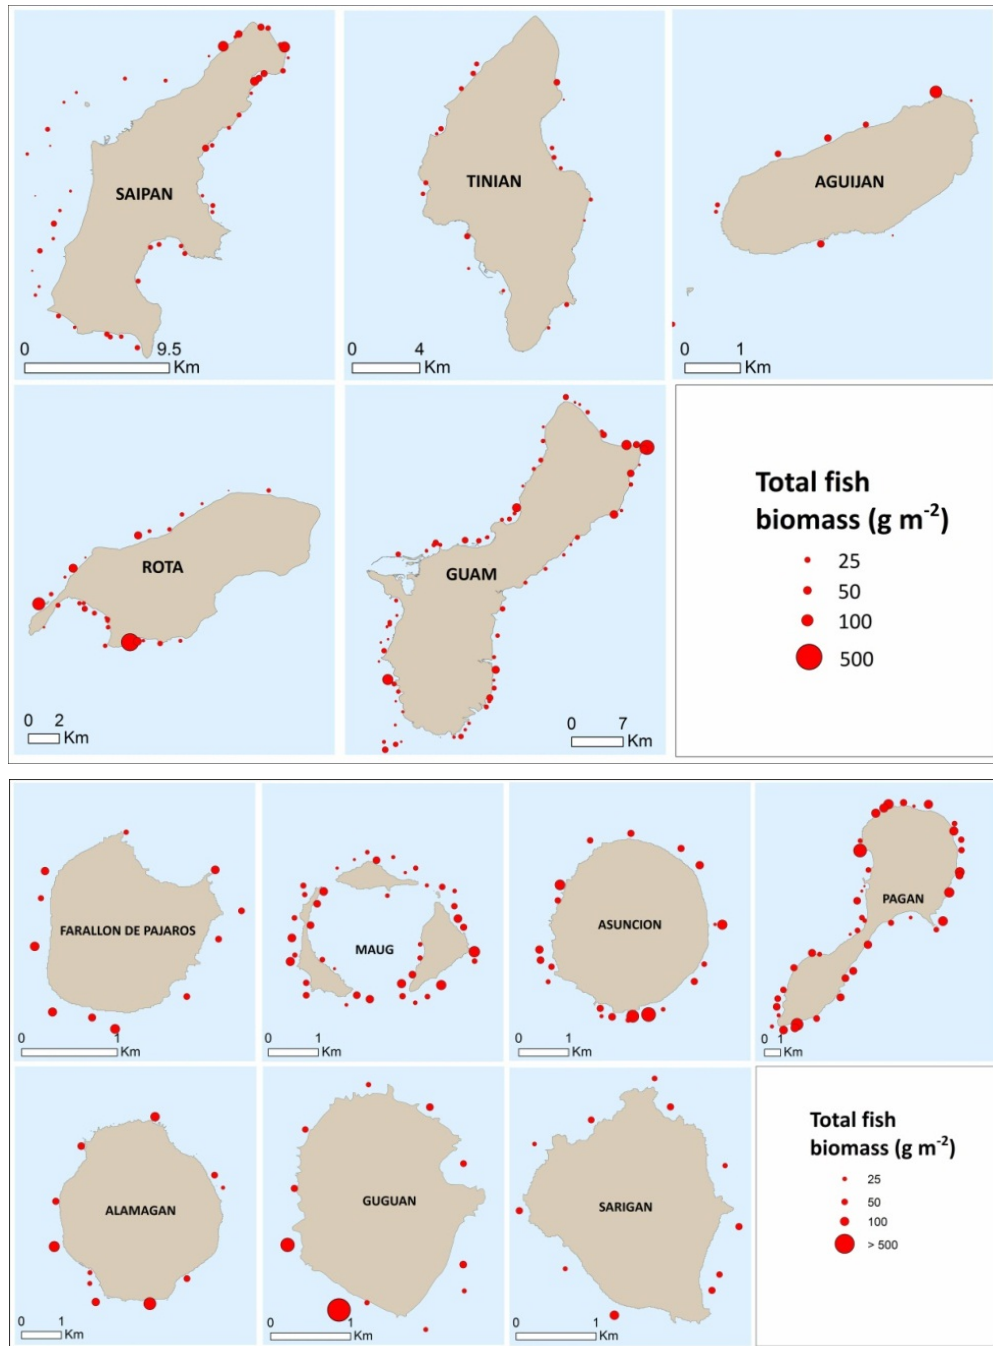 SAIPAN
0 9.5
Km
TINIAN
0 4
Km
AGUIJAN
0 1
Km
ROTA
0 2
Km
GUAM
0 7
Km
Total fish
biomass (g m-2)
25
50
100
500
FARALLON DE PAJAROS
0 1
Km
MAUG
0 1
Km
ASUNCION
0 1
Km
PAGAN
0 1
Km
ALAMAGAN
0 1
Km
GUGUAN
0 1
Km
SARIGAN
0 1
Km
Total fish
biomass (g m-2)
25
50
100
> 500